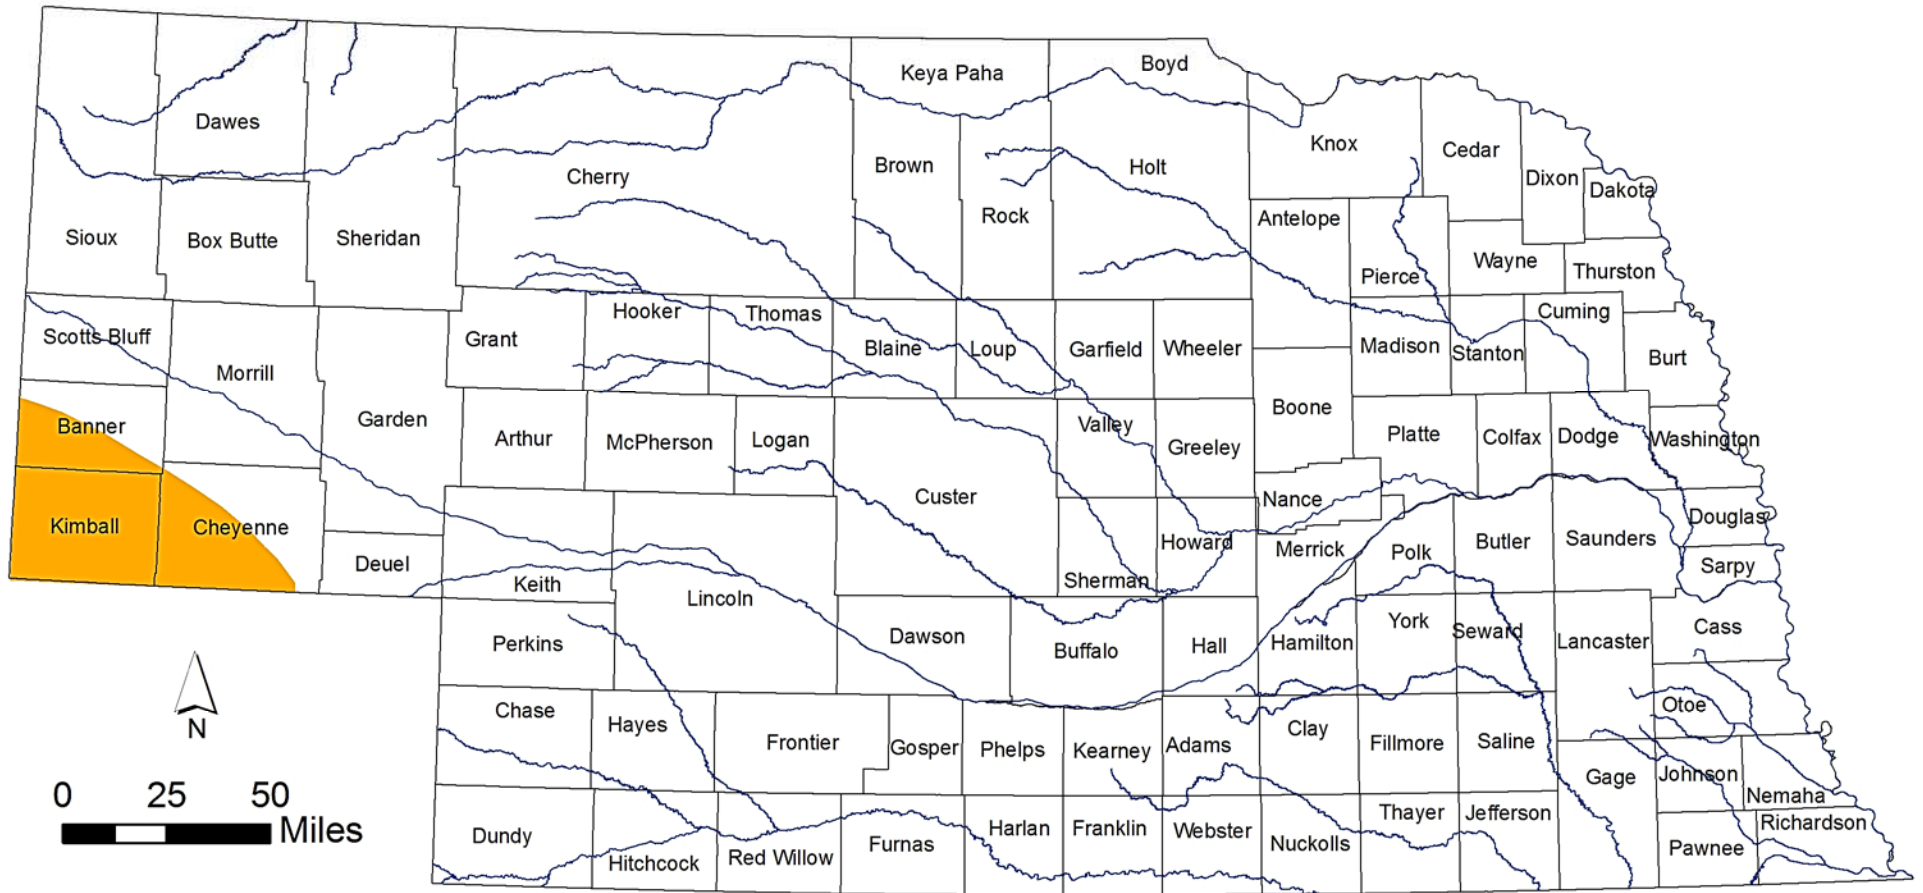 Boyd
Keya Paha
Dawes
Knox
Cedar
Brown
Holt
Cherry
Dixon
Dakota
Rock
Antelope
Sioux
Box Butte
Sheridan
Wayne
Pierce
Thurston
Hooker
Thomas
Cuming
Scotts Bluff
Grant
Blaine
Loup
Garfield
Wheeler
Madison
Stanton
Burt
Morrill
Boone
Garden
Banner
Valley
Arthur
McPherson
Logan
Greeley
Platte
Colfax
Dodge
Washington
Custer
Nance
Kimball
Cheyenne
Douglas
Howard
Merrick
Polk
Butler
Saunders
Deuel
Sarpy
Keith
Sherman
Lincoln
York
Seward
Cass
Perkins
Dawson
Buffalo
Hall
Hamilton
Lancaster
N
Chase
Hayes
Otoe
Frontier
Gosper
Phelps
Kearney
Adams
Clay
Fillmore
Saline
Gage
Johnson
Nemaha
0 25 50
Miles
Dundy
Hitchcock
Red Willow
Furnas
Harlan
Franklin
Webster
Nuckolls
Thayer
Jefferson
Pawnee
Richardson